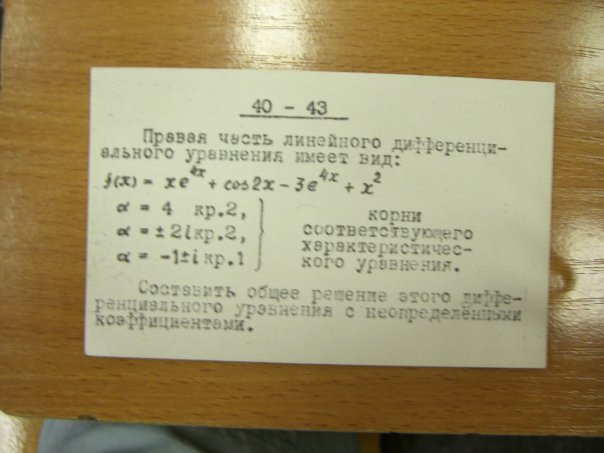 40 - 43
Правая часть линейного дифференци-
ального уравнения имеет вид:
f(x) = xe^{4x} + cos2x - 3e^{4x} + x^2
α = 4 кр.2,
α = ±2i кр.2,
α = -1±i кр.1
корни
соответствующего
характеристичес-
кого уравнения.
Составить общее решение этого диффе-
ренциального уравнения с неопределёнными
коэффициентами.